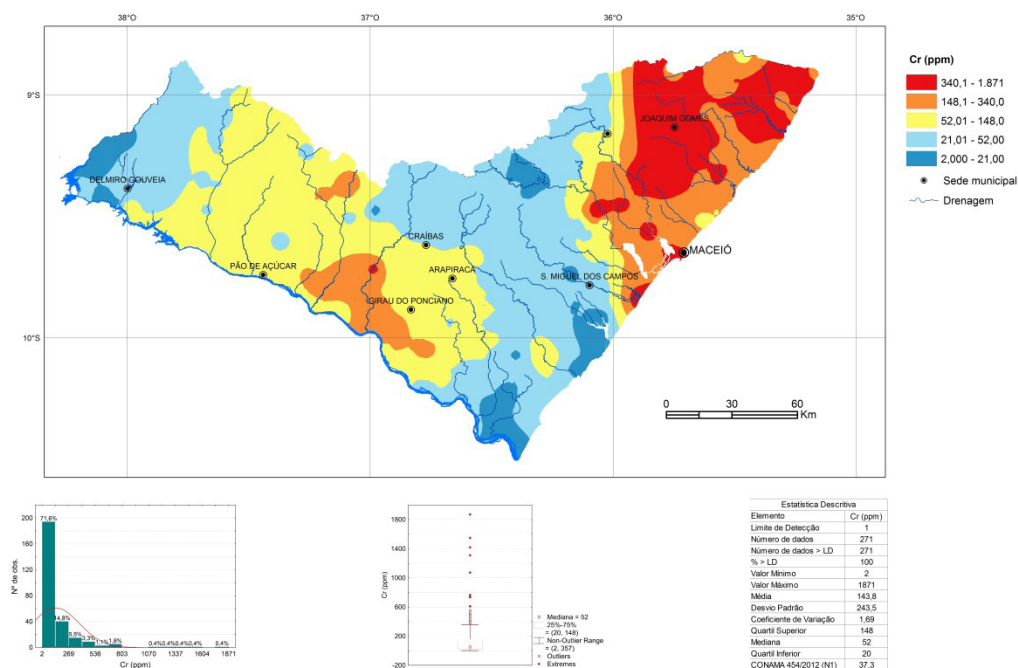 38°O 37°O 36°O 35°O
9°S
10°S
JOAQUIM GOMES
DELMIRO GOUVEIA
CRAÍBAS
MACEIÓ
PÃO DE AÇÚCAR
ARAPIRACA
S. MIGUEL DOS CAMPOS
GIRAU DO PONCIANO
0 30 60
Km
Cr (ppm)
340,1 - 1.871
148,1 - 340,0
52,01 - 148,0
21,01 - 52,00
2,000 - 21,00
Sede municipal
Drenagem
Nº de obs.
200
160
120
80
40
0
71,6%
14,8%
5,5%
3,3%
1,1%
1,8%
0,4%
0,4%
0,4%
0,4%
0,4%
2 269 536 803 1070 1337 1604 1871
Cr (ppm)
Cr (ppm)
1800
1400
1000
600
200
-200
Mediana = 52
25%-75%
= (20, 148)
Non-Outlier Range
= (2, 357)
Outliers
Extremes
Estatística Descritiva
Elemento Cr (ppm)
Limite de Detecção 1
Número de dados 271
Número de dados > LD 271
% > LD 100
Valor Mínimo 2
Valor Máximo 1871
Média 143,8
Desvio Padrão 243,5
Coeficiente de Variação 1,69
Quartil Superior 148
Mediana 52
Quartil Inferior 20
CONAMA 454/2012 (N1) 37,3